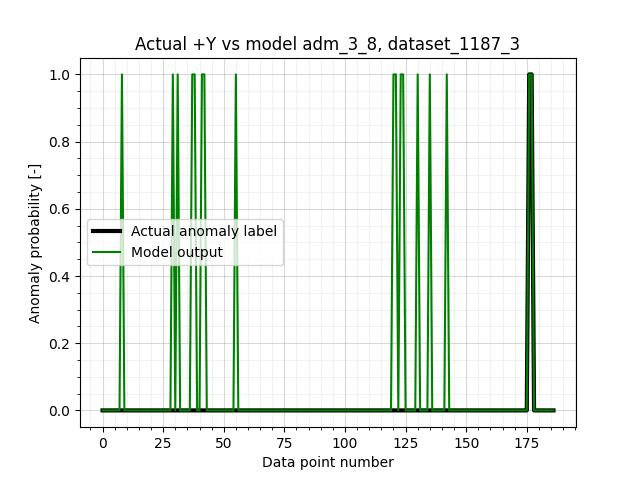 Actual +Y vs model adm_3_8, dataset_1187_3
1.0
0.8
0.6
0.4
0.2
0.0
Anomaly probability [-]
Actual anomaly label
Model output
0 25 50 75 100 125 150 175
Data point number